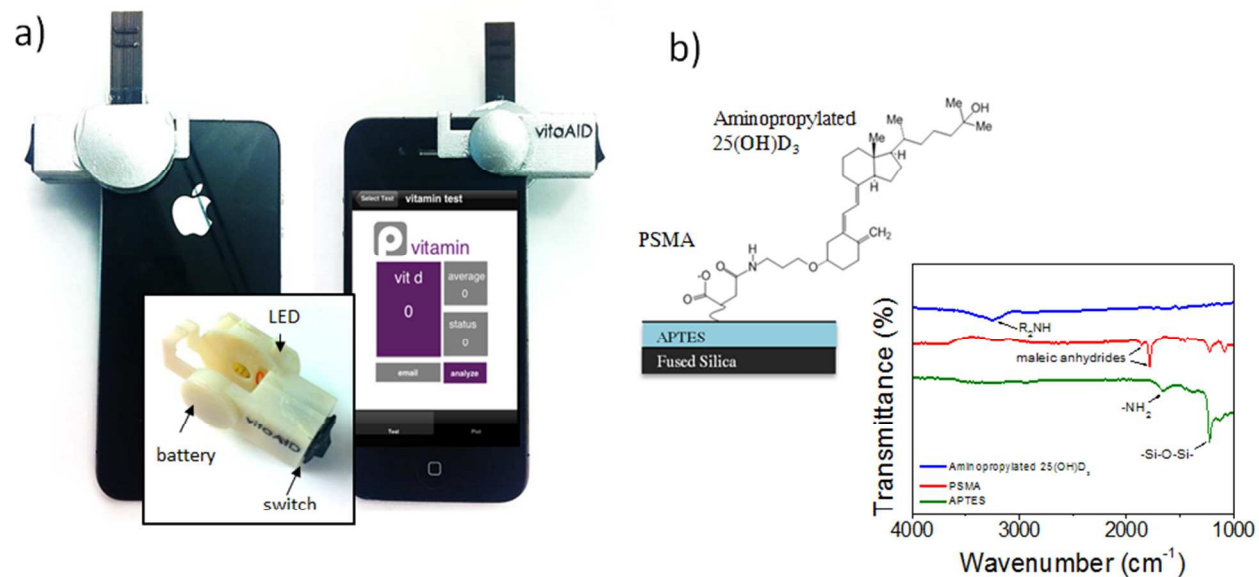 a)
vitaAID
Select Test
vitamin test
vitamin
vit d
0
average
0
status
0
email
analyze
Test
Plot
LED
battery
vitaAID
switch
b)
Aminopropylated
25(OH)D₃
Me
OH
Me
Me
Me
H
H
CH₂
PSMA
O
O⁻
O
H
N
O
APTES
Fused Silica
Transmittance (%)
R₂NH
maleic anhydrides
-NH₂
-Si-O-Si-
Aminopropylated 25(OH)D₃
PSMA
APTES
4000 3000 2000 1000
Wavenumber (cm⁻¹)